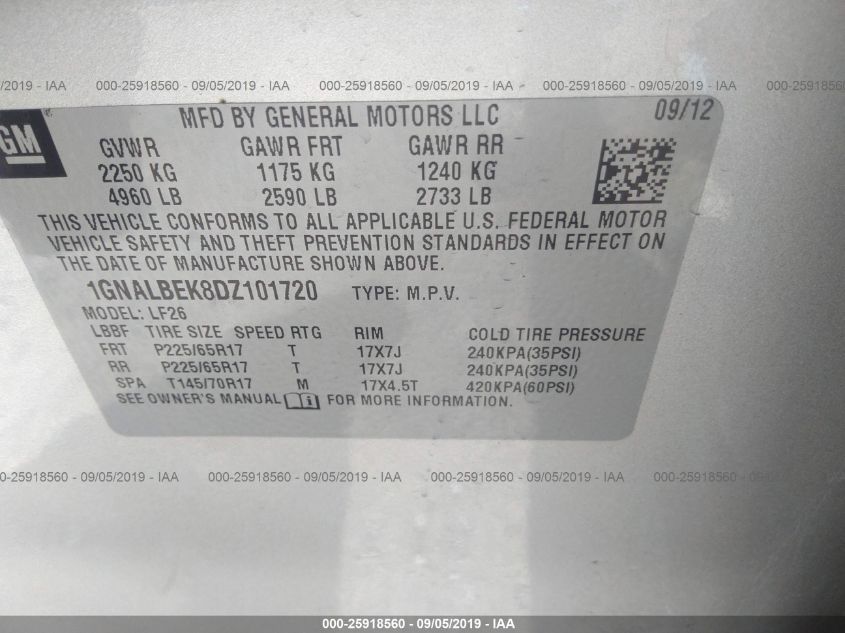 /2019 - IAA 000-25918560 - 09/05/2019 - IAA 000-25918560 - 09/05/2019 - IAA 000-25918560 - 09/05/2019 - IAA 000-25918560 - 09/05/2
GM
MFD BY GENERAL MOTORS LLC 09/12
GVWR GAWR FRT GAWR RR
2250 KG 1175 KG 1240 KG
4960 LB 2590 LB 2733 LB
THIS VEHICLE CONFORMS TO ALL APPLICABLE U.S. FEDERAL MOTOR
VEHICLE SAFETY AND THEFT PREVENTION STANDARDS IN EFFECT ON
THE DATE OF MANUFACTURE SHOWN ABOVE.
1GNALBEK8DZ101720 TYPE: M.P.V.
MODEL: LF26
LBBF TIRE SIZE SPEED RTG RIM COLD TIRE PRESSURE
FRT P225/65R17 T 17X7J 240KPA(35PSI)
RR P225/65R17 T 17X7J 240KPA(35PSI)
SPA T145/70R17 M 17X4.5T 420KPA(60PSI)
SEE OWNER'S MANUAL FOR MORE INFORMATION.
0-25918560 - 09/05/2019 - IAA 000-25918560 - 09/05/2019 - IAA 000-25918560 - 09/05/2019 - IAA 000-25918560 - 09/05/2019 - IAA
000-25918560 - 09/05/2019 - IAA